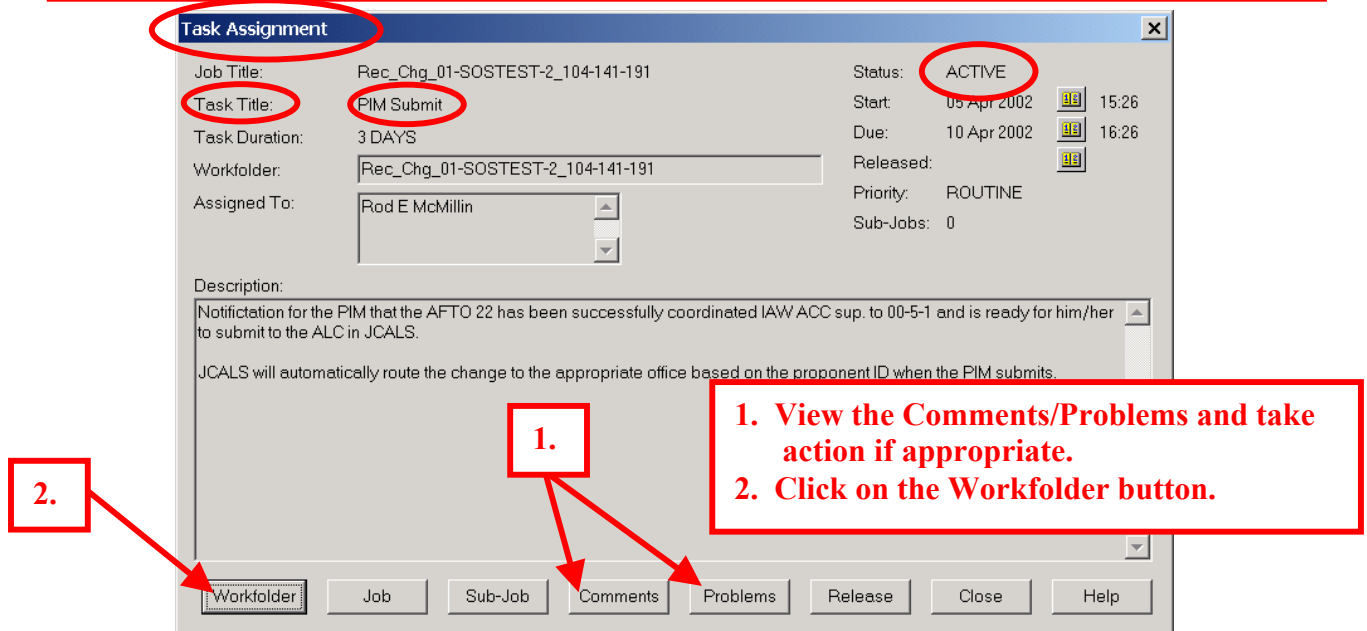 Task Assignment
Job Title: Rec_Chg_01-SOSTEST-2_104-141-191 Status: ACTIVE
Task Title: PIM Submit Start: 05 Apr 2002 15:26
Task Duration: 3 DAYS Due: 10 Apr 2002 16:26
Workfolder: Rec_Chg_01-SOSTEST-2_104-141-191 Released:
Assigned To: Rod E McMillin Priority: ROUTINE
Sub-Jobs: 0
Description:
Notifictation for the PIM that the AFTO 22 has been successfully coordinated IAW ACC sup. to 00-5-1 and is ready for him/her
to submit to the ALC in JCALS.
JCALS will automatically route the change to the appropriate office based on the proponent ID when the PIM submits.
1. View the Comments/Problems and take
action if appropriate.
2. Click on the Workfolder button.
1.
2.
Workfolder Job Sub-Job Comments Problems Release Close Help